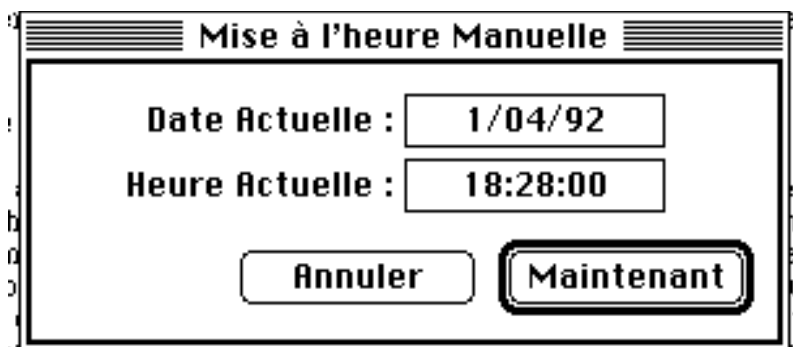 Mise à l'heure Manuelle
Date Actuelle : 1/04/92
Heure Actuelle : 18:28:00
Annuler Maintenant